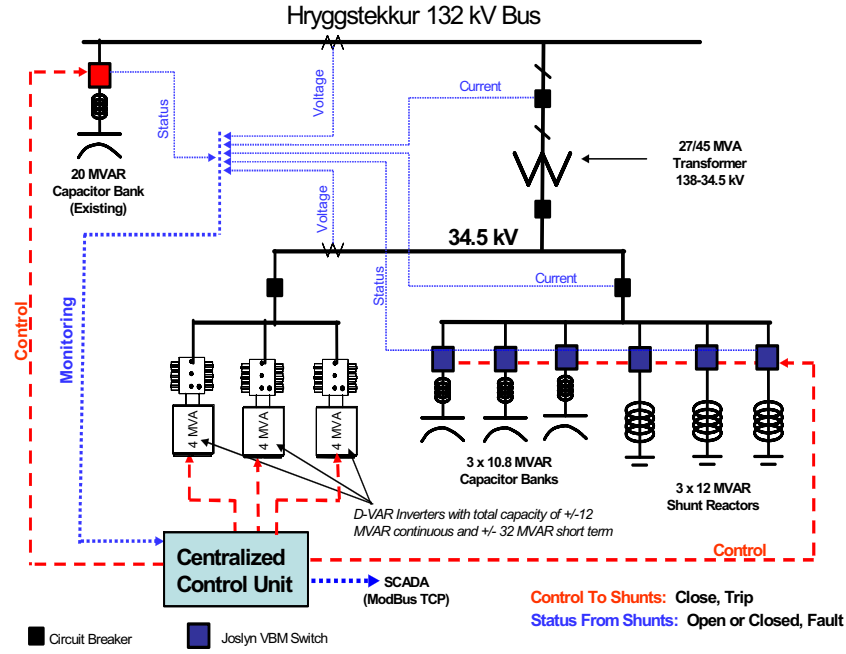 Hryggstekkur 132 kV Bus
Voltage
Current
Status
20 MVAR
Capacitor Bank
(Existing)
27/45 MVA
Transformer
138-34.5 kV
Voltage
34.5 kV
Status
Current
Control
Monitoring
4 MVA
4 MVA
4 MVA
3 x 10.8 MVAR
Capacitor Banks
3 x 12 MVAR
Shunt Reactors
D-VAR Inverters with total capacity of +/-12
MVAR continuous and +/- 32 MVAR short term
Centralized
Control Unit
Control
SCADA
(ModBus TCP)
Control To Shunts: Close, Trip
Status From Shunts: Open or Closed, Fault
Circuit Breaker
Joslyn VBM Switch